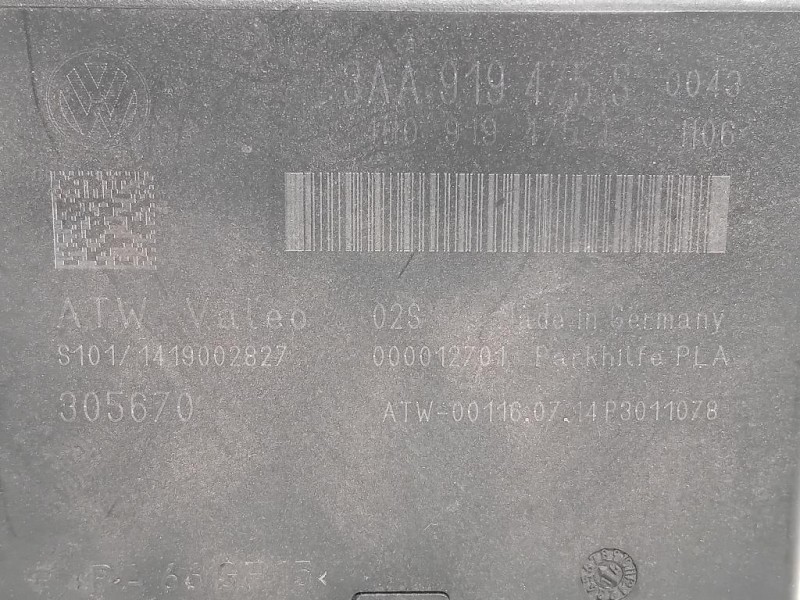 3AA 919 475 S 0043
919 475 H06
ATW Valeo 02S Made in Germany
S101/1419002827 000012701 Parkhilfe PLA
305670 ATW-00116.07.14P3011078